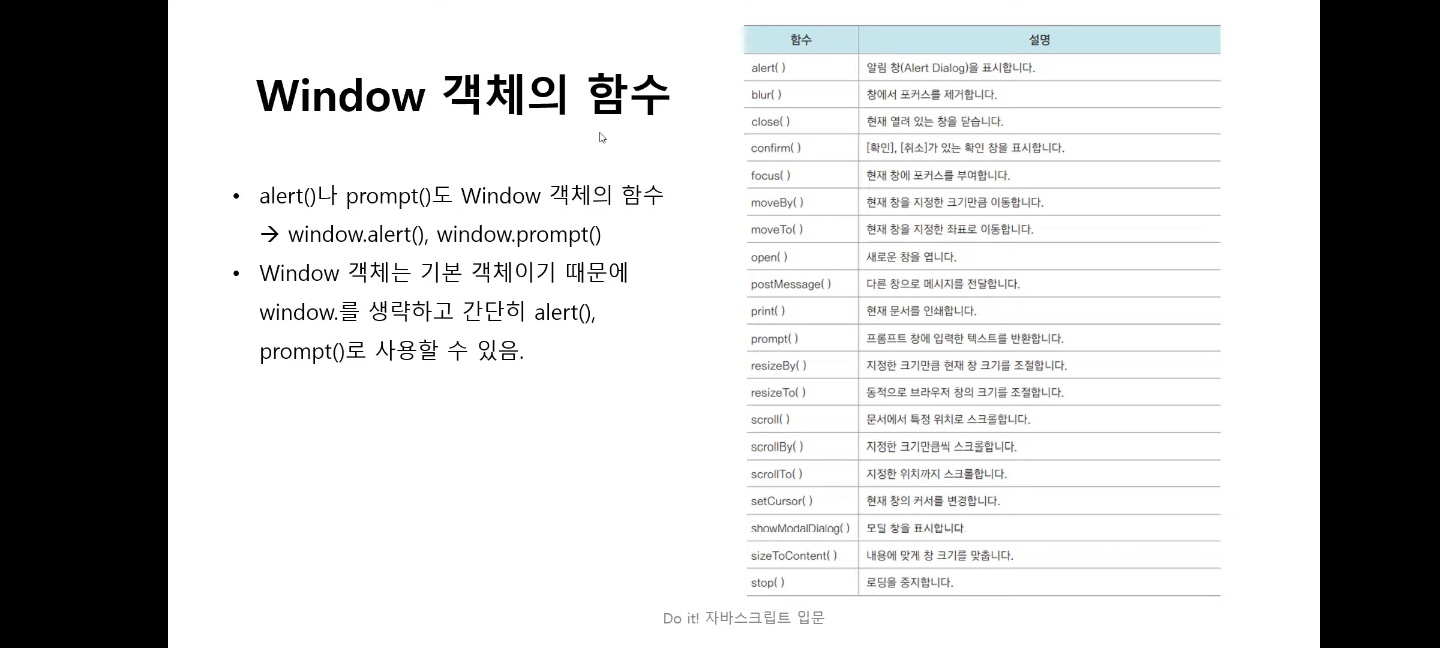 Window 객체의 함수
• alert()나 prompt()도 Window 객체의 함수
→ window.alert(), window.prompt()
• Window 객체는 기본 객체이기 때문에
window.를 생략하고 간단히 alert(),
prompt()로 사용할 수 있음.
함수 설명
alert( ) 알림 창(Alert Dialog)을 표시합니다.
blur( ) 창에서 포커스를 제거합니다.
close( ) 현재 열려 있는 창을 닫습니다.
confirm( ) [확인], [취소]가 있는 확인 창을 표시합니다.
focus( ) 현재 창에 포커스를 부여합니다.
moveBy( ) 현재 창을 지정한 크기만큼 이동합니다.
moveTo( ) 현재 창을 지정한 좌표로 이동합니다.
open( ) 새로운 창을 엽니다.
postMessage( ) 다른 창으로 메시지를 전달합니다.
print( ) 현재 문서를 인쇄합니다.
prompt( ) 프롬프트 창에 입력한 텍스트를 반환합니다.
resizeBy( ) 지정한 크기만큼 현재 창 크기를 조절합니다.
resizeTo( ) 동적으로 브라우저 창의 크기를 조절합니다.
scroll( ) 문서에서 특정 위치로 스크롤합니다.
scrollBy( ) 지정한 크기만큼씩 스크롤합니다.
scrollTo( ) 지정한 위치까지 스크롤합니다.
setCursor( ) 현재 창의 커서를 변경합니다.
showModalDialog( ) 모달 창을 표시합니다
sizeToContent( ) 내용에 맞게 창 크기를 맞춥니다.
stop( ) 로딩을 중지합니다.
Do it! 자바스크립트 입문